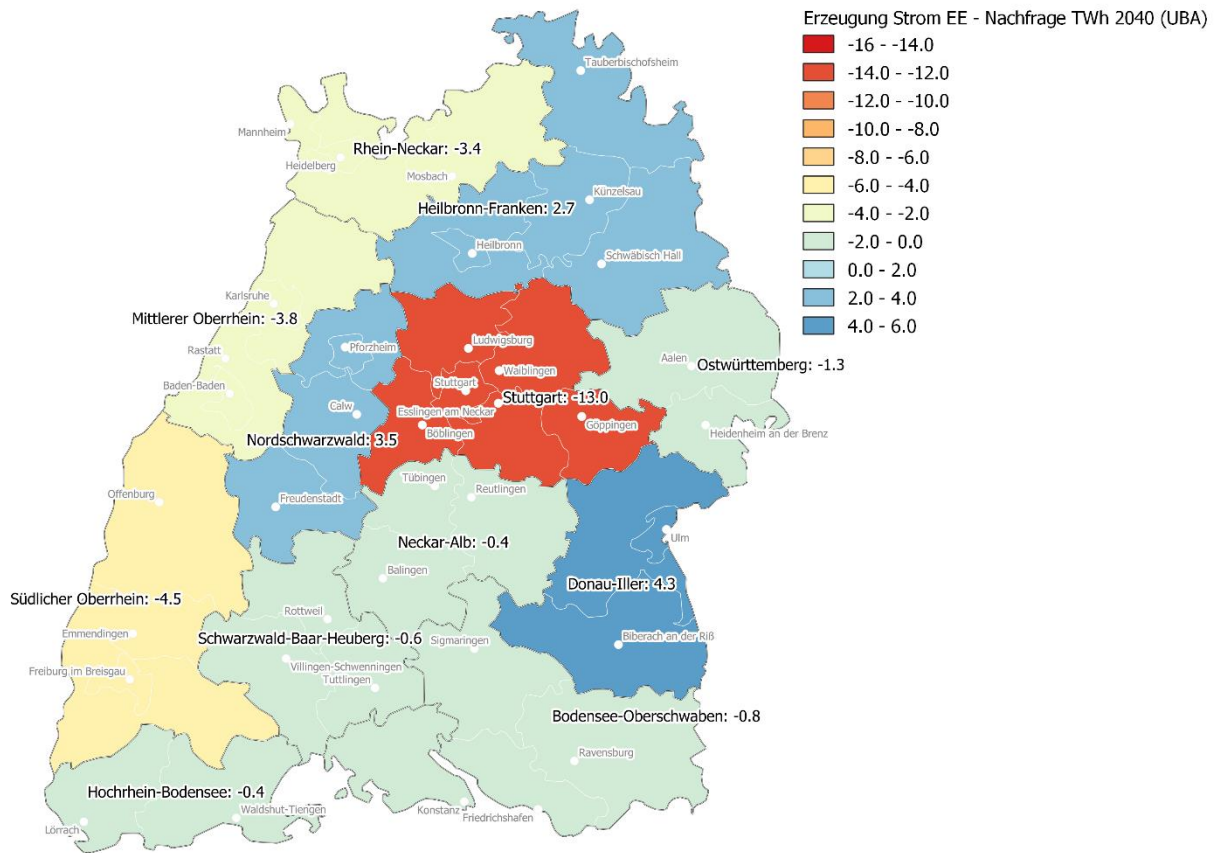 Erzeugung Strom EE - Nachfrage TWh 2040 (UBA)
-16 - -14.0
-14.0 - -12.0
-12.0 - -10.0
-10.0 - -8.0
-8.0 - -6.0
-6.0 - -4.0
-4.0 - -2.0
-2.0 - 0.0
0.0 - 2.0
2.0 - 4.0
4.0 - 6.0
Tauberbischofsheim
Mannheim
Rhein-Neckar: -3.4
Heidelberg
Mosbach
Künzelsau
Heilbronn-Franken: 2.7
Heilbronn
Schwäbisch Hall
Karlsruhe
Mittlerer Oberrhein: -3.8
Rastatt
Baden-Baden
Pforzheim
Ludwigsburg
Waiblingen
Stuttgart
Stuttgart: -13.0
Esslingen am Neckar
Göppingen
Böblingen
Aalen
Ostwürttemberg: -1.3
Heidenheim an der Brenz
Calw
Nordschwarzwald: 3.5
Freudenstadt
Offenburg
Tübingen
Reutlingen
Neckar-Alb: -0.4
Balingen
Ulm
Donau-Iller: 4.3
Biberach an der Riß
Südlicher Oberrhein: -4.5
Emmendingen
Freiburg im Breisgau
Rottweil
Schwarzwald-Baar-Heuberg: -0.6
Villingen-Schwenningen
Tuttlingen
Sigmaringen
Bodensee-Oberschwaben: -0.8
Ravensburg
Hochrhein-Bodensee: -0.4
Waldshut-Tiengen
Lörrach
Konstanz
Friedrichshafen